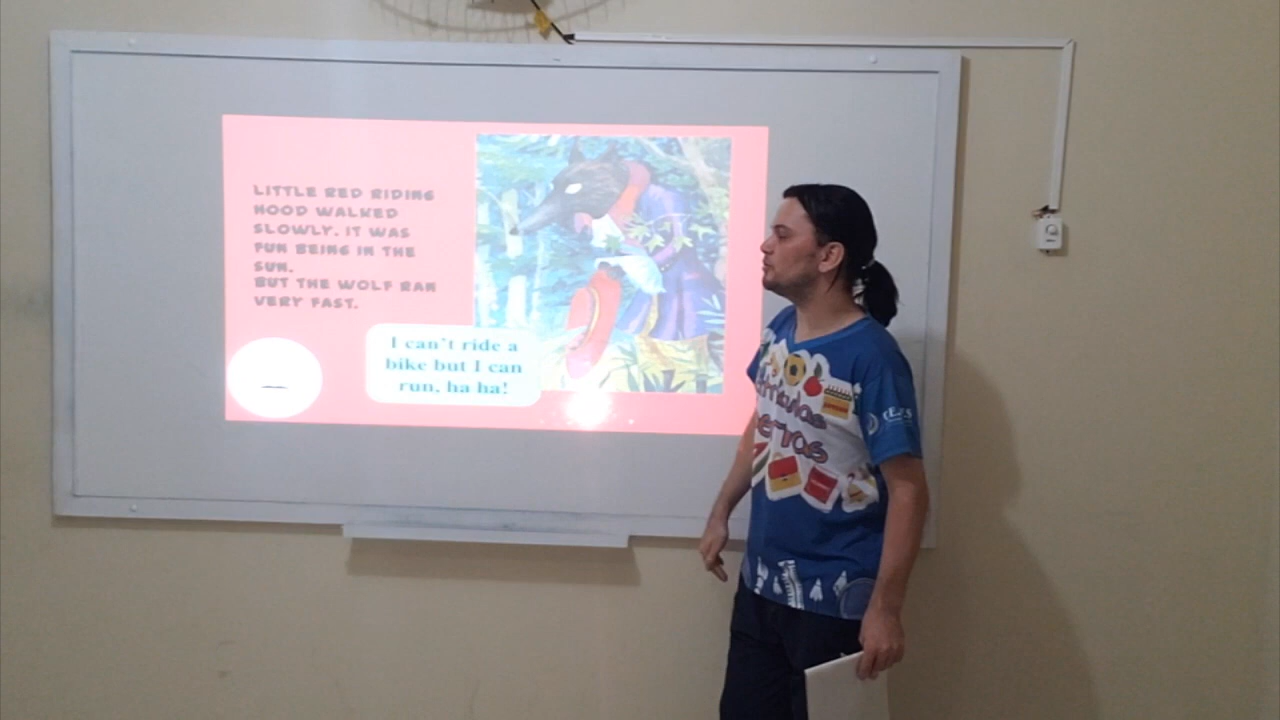 LITTLE RED RIDING
HOOD WALKED
SLOWLY. IT WAS
FUN BEING IN THE
SUN.
BUT THE WOLF RAN
VERY FAST.
I can't ride a
bike but I can
run, ha ha!